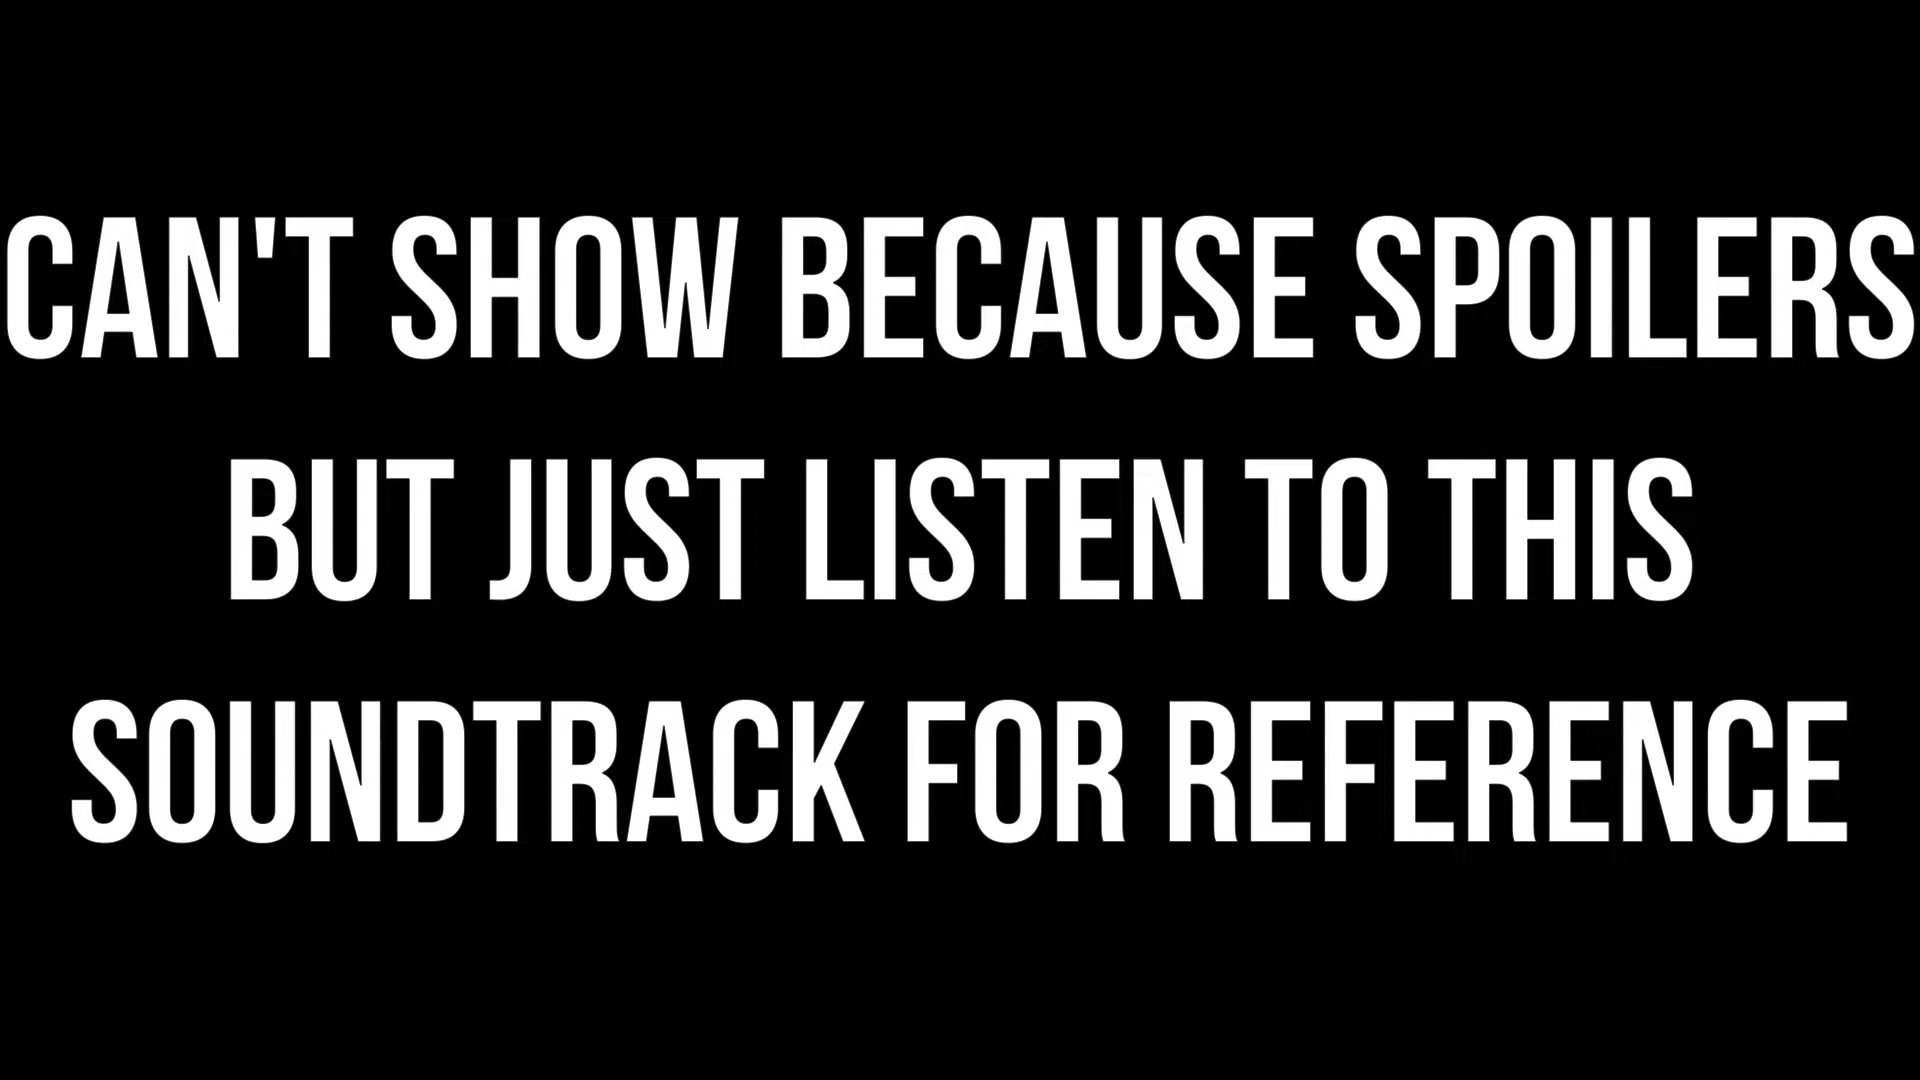 CAN'T SHOW BECAUSE SPOILERS
BUT JUST LISTEN TO THIS
SOUNDTRACK FOR REFERENCE